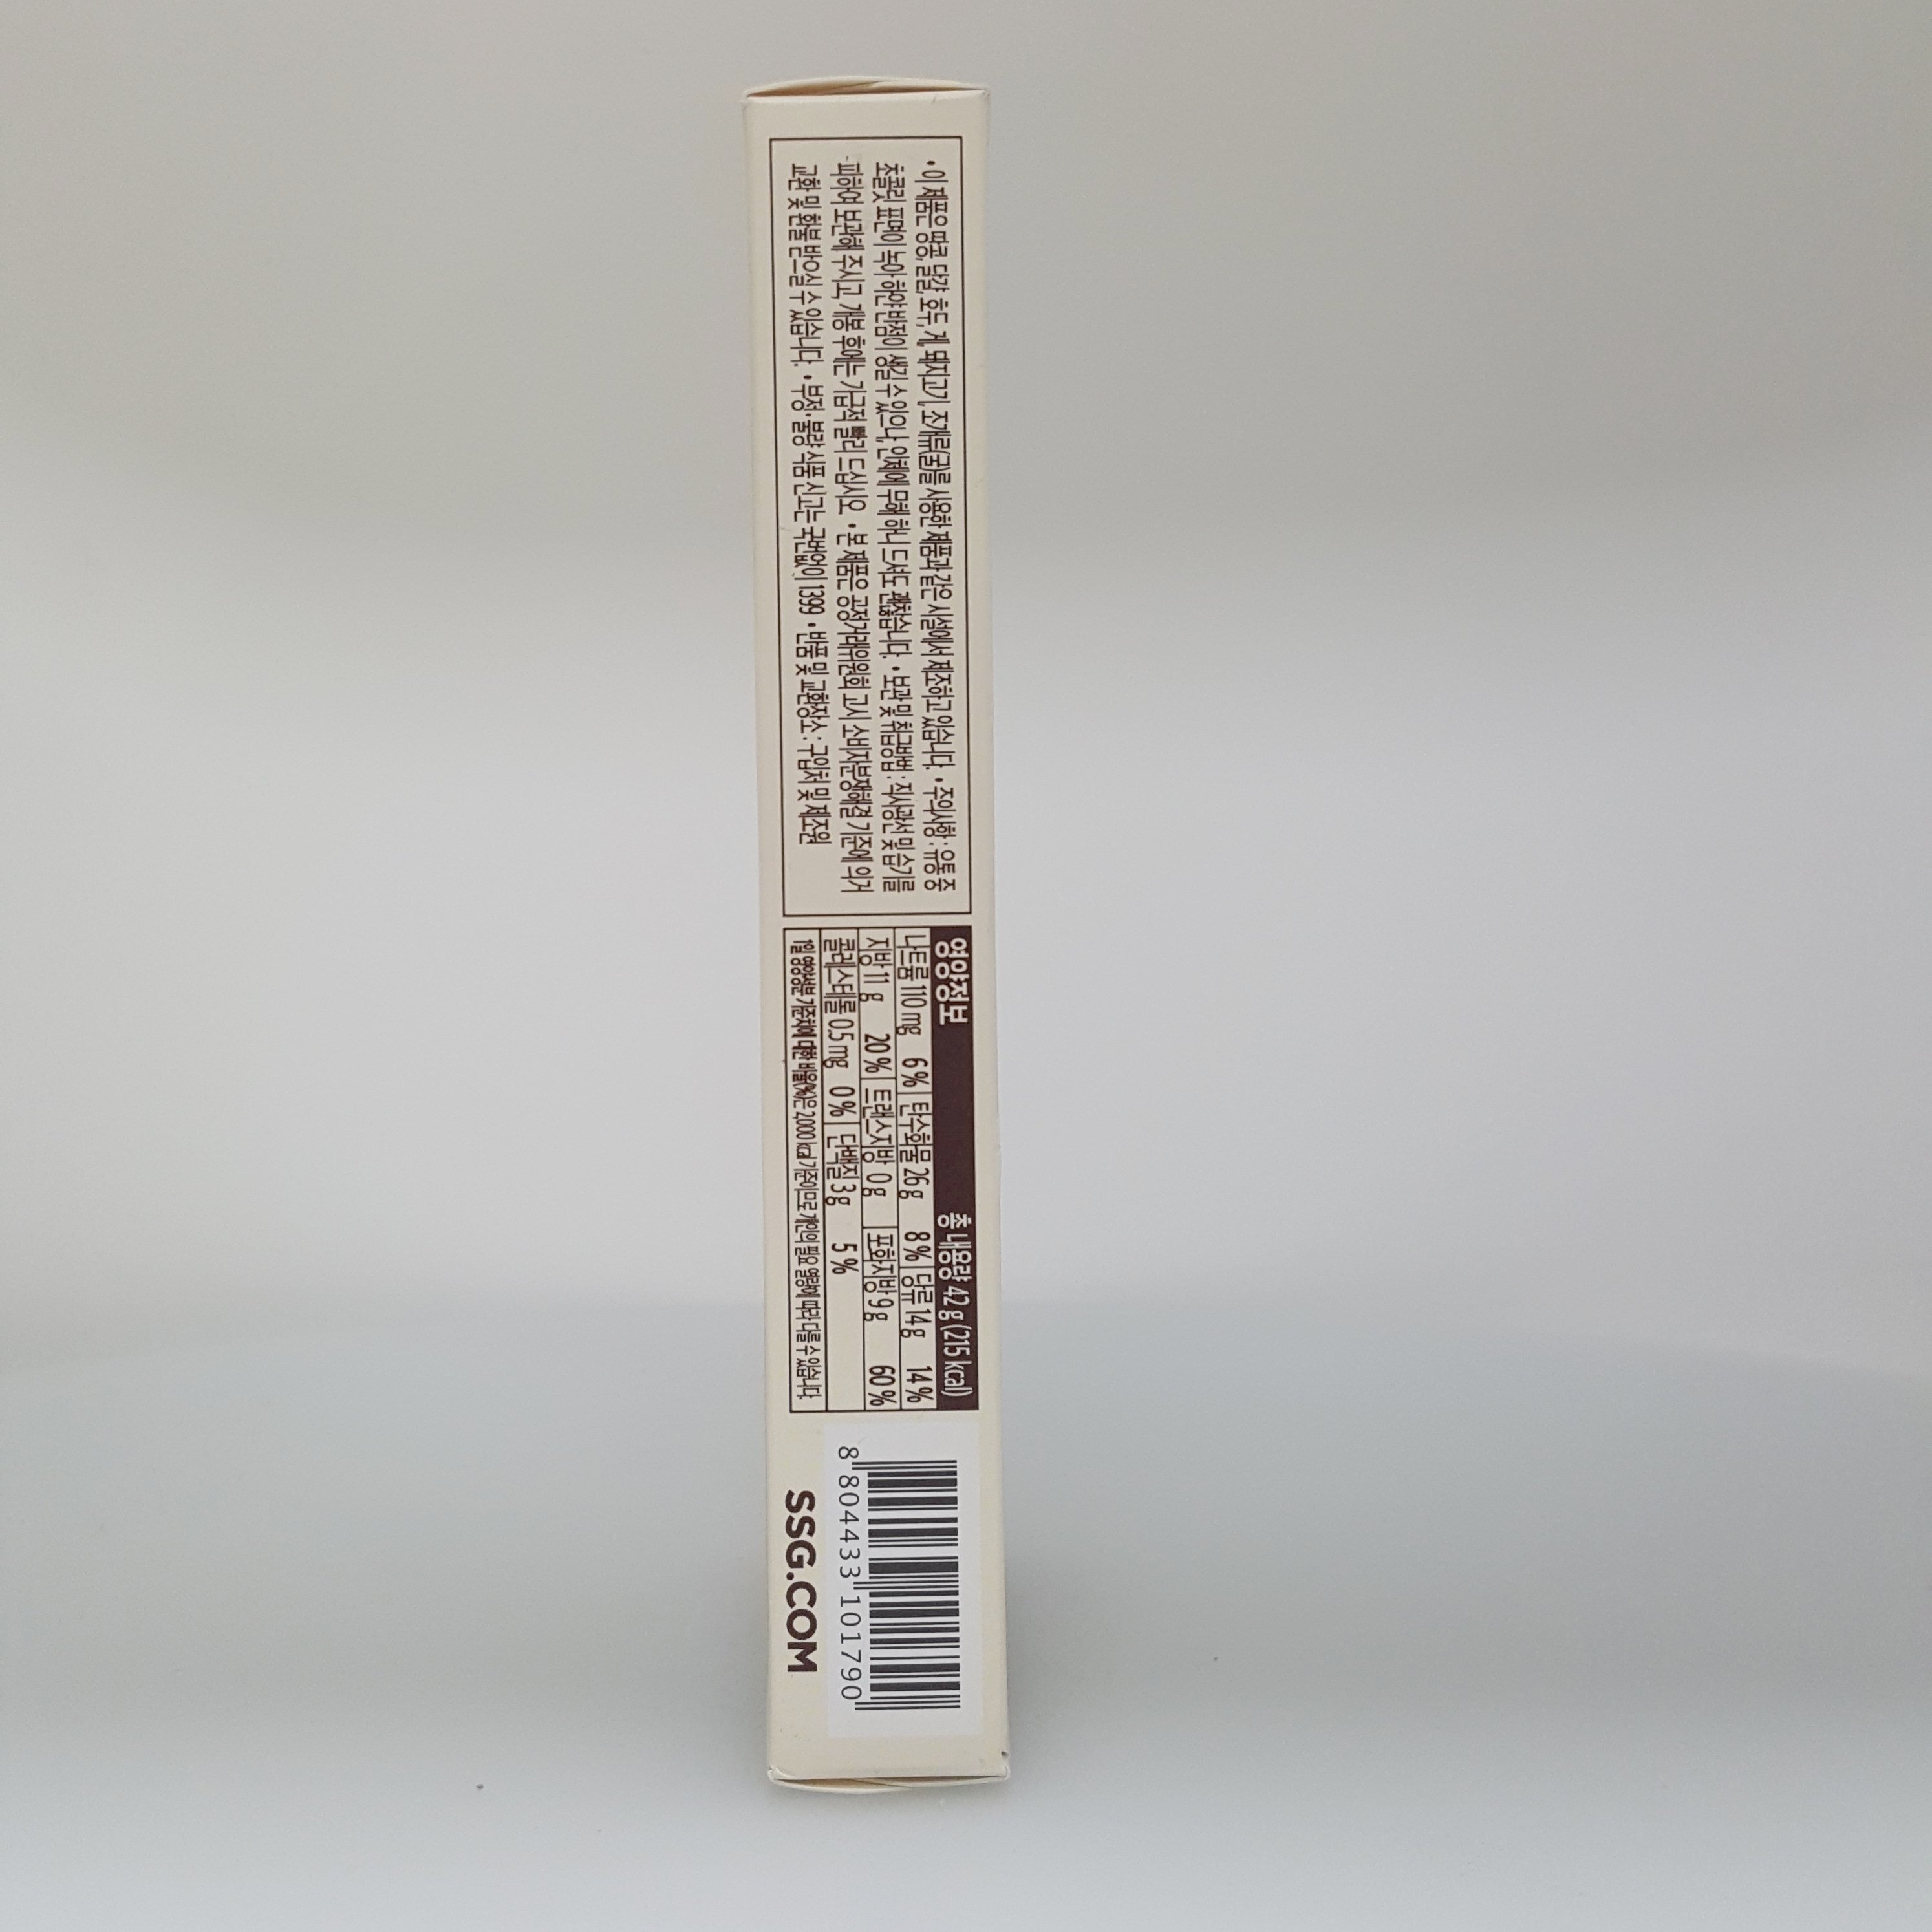 • 이 제품은 땅콩, 달걀, 호두, 게, 돼지고기, 조개류(굴)를 사용한 제품과 같은 시설에서 제조하고 있습니다. • 주의사항 : 유통 중
초콜릿 표면이 녹아 하얀 반점이 생길 수 있으나, 인체에 무해 하니 드셔도 괜찮습니다. • 보관 및 취급방법 : 직사광선 및 습기를
피하여 보관해 주시고, 개봉 후에는 가급적 빨리 드십시오 • 본 제품은 공정거래위원회 고시 소비자분쟁해결 기준에 의거
교환 및 환불 받으실 수 있습니다. • 부정·불량 식품 신고는 국번없이 1399 • 반품 및 교환장소 : 구입처 및 제조원
영양정보 총 내용량 42 g (215 kcal)
나트륨 110 mg 6 % 탄수화물 26 g 8 % 당류 14 g 14 %
지방 11 g 20 % 트랜스지방 0 g 포화지방 9 g 60 %
콜레스테롤 0.5 mg 0 % 단백질 3 g 5 %
1일 영양성분 기준치에 대한 비율(%)은 2,000 kcal 기준이므로 개인의 필요 열량에 따라 다를 수 있습니다.
8 804433 101790
SSG.COM